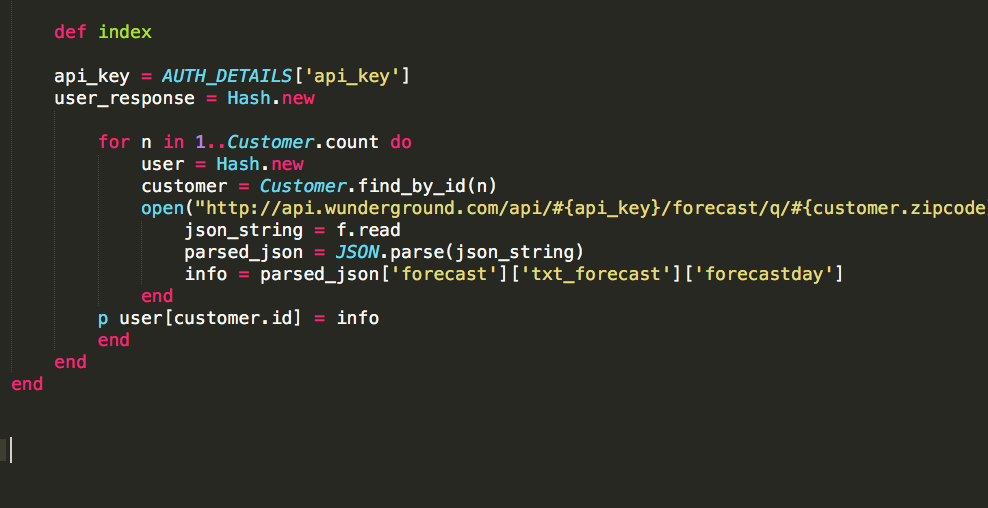 def index
api_key = AUTH_DETAILS['api_key']
user_response = Hash.new
for n in 1..Customer.count do
user = Hash.new
customer = Customer.find_by_id(n)
open("http://api.wunderground.com/api/#{api_key}/forecast/q/#{customer.zipcode
json_string = f.read
parsed_json = JSON.parse(json_string)
info = parsed_json['forecast']['txt_forecast']['forecastday']
end
p user[customer.id] = info
end
end
end